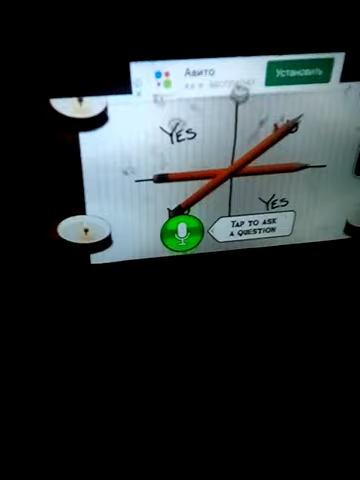 Авито
Установить
YES
YES
TAP TO ASK
A QUESTION